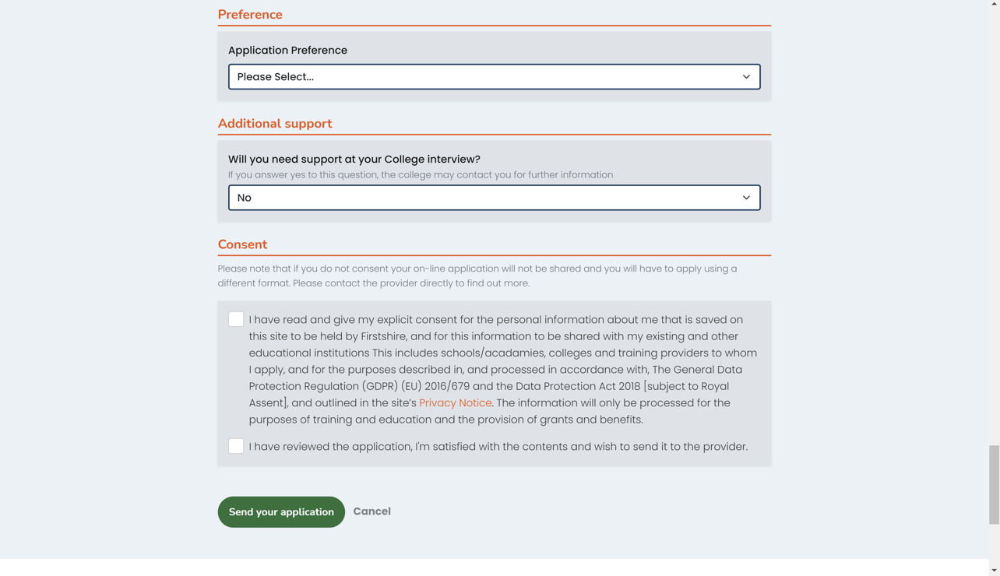 Preference
Application Preference
Please Select...
Additional support
Will you need support at your College interview?
If you answer yes to this question, the college may contact you for further information
No
Consent
Please note that if you do not consent your on-line application will not be shared and you will have to apply using a
different format. Please contact the provider directly to find out more.
I have read and give my explicit consent for the personal information about me that is saved on
this site to be held by Firstshire, and for this information to be shared with my existing and other
educational institutions This includes schools/acadamies, colleges and training providers to whom
I apply, and for the purposes described in, and processed in accordance with, The General Data
Protection Regulation (GDPR) (EU) 2016/679 and the Data Protection Act 2018 [subject to Royal
Assent], and outlined in the site's Privacy Notice. The information will only be processed for the
purposes of training and education and the provision of grants and benefits.
I have reviewed the application, I'm satisfied with the contents and wish to send it to the provider.
Send your application Cancel